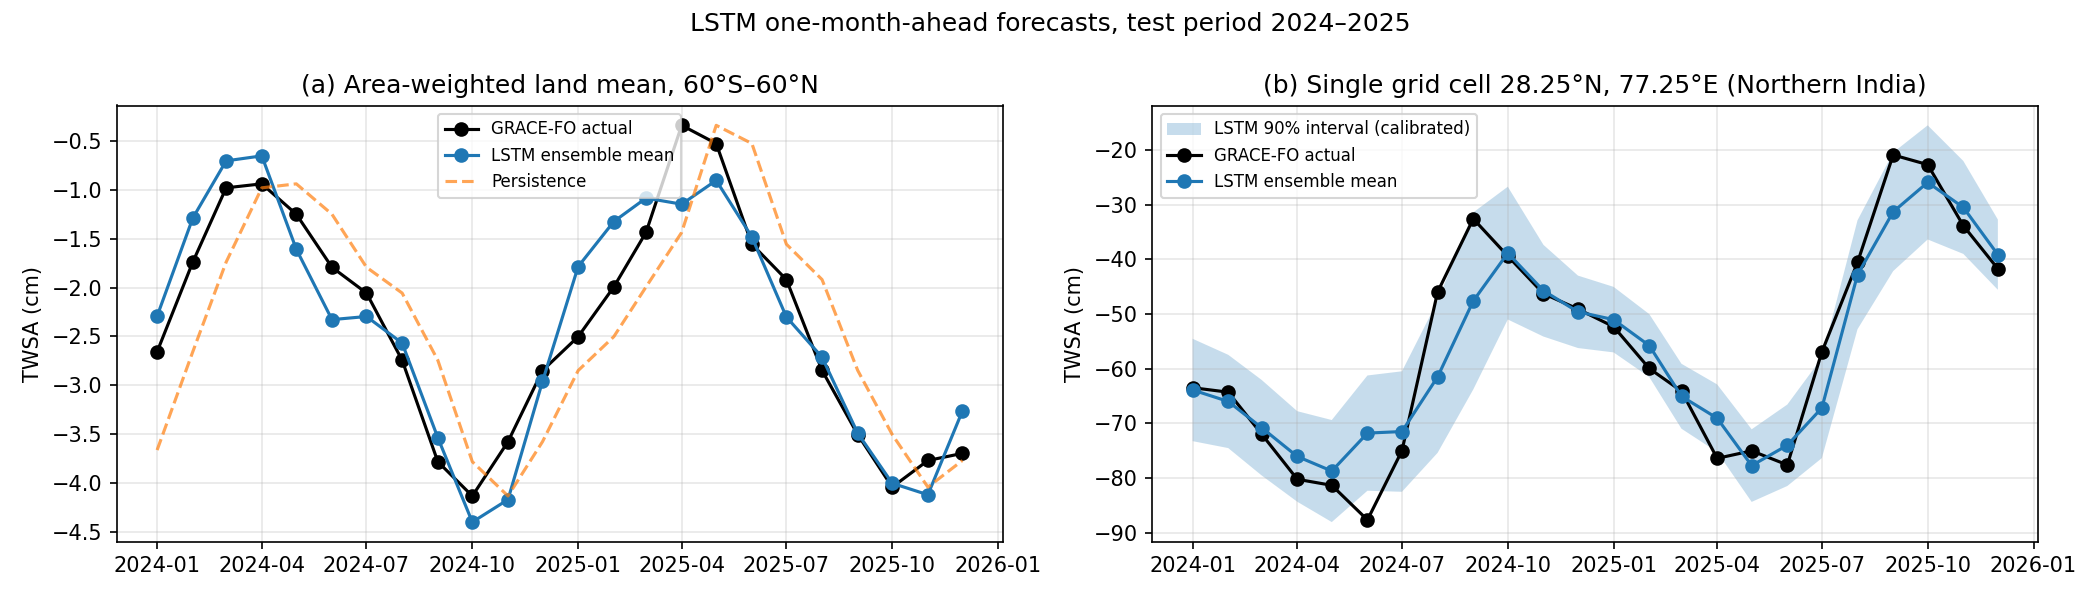 LSTM one-month-ahead forecasts, test period 2024–2025
(a) Area-weighted land mean, 60°S–60°N
TWSA (cm)
−0.5
−1.0
−1.5
−2.0
−2.5
−3.0
−3.5
−4.0
−4.5
GRACE-FO actual
LSTM ensemble mean
Persistence
2024-01 2024-04 2024-07 2024-10 2025-01 2025-04 2025-07 2025-10 2026-01
(b) Single grid cell 28.25°N, 77.25°E (Northern India)
TWSA (cm)
−20
−30
−40
−50
−60
−70
−80
−90
LSTM 90% interval (calibrated)
GRACE-FO actual
LSTM ensemble mean
2024-01 2024-04 2024-07 2024-10 2025-01 2025-04 2025-07 2025-10 2026-01